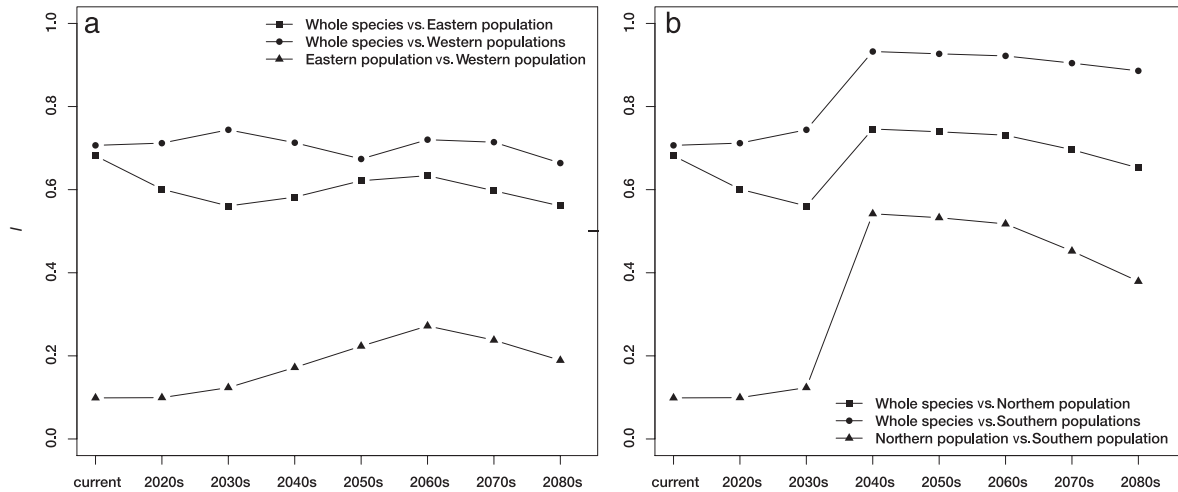 a
Whole species vs. Eastern population
Whole species vs. Western populations
Eastern population vs. Western population
1.0
0.8
0.6
0.4
0.2
0.0
I
current 2020s 2030s 2040s 2050s 2060s 2070s 2080s
b
1.0
0.8
0.6
0.4
0.2
0.0
I
Whole species vs. Northern population
Whole species vs. Southern populations
Northern population vs. Southern population
current 2020s 2030s 2040s 2050s 2060s 2070s 2080s